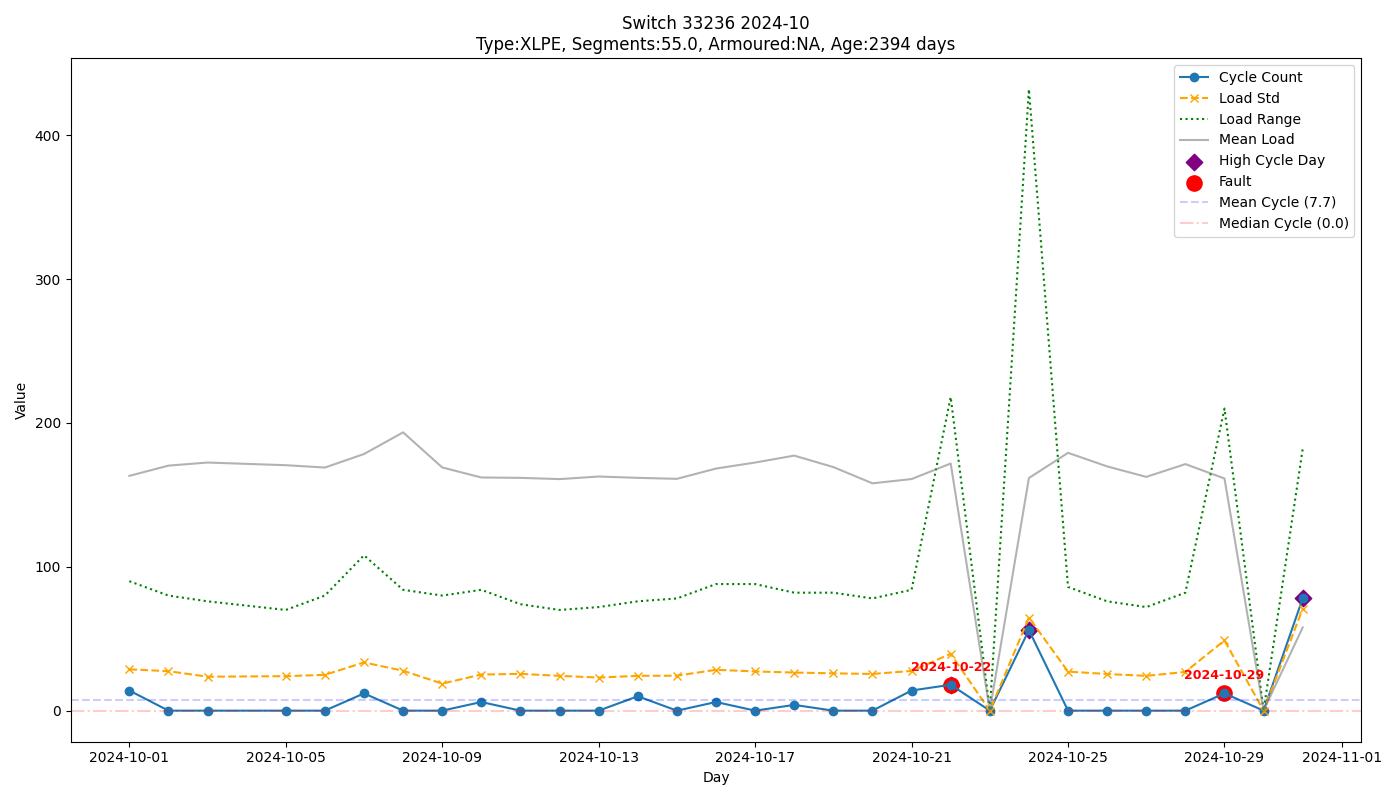 Switch 33236 2024-10
Type:XLPE, Segments:55.0, Armoured:NA, Age:2394 days
Value
400
300
200
100
0
Cycle Count
Load Std
Load Range
Mean Load
High Cycle Day
Fault
Mean Cycle (7.7)
Median Cycle (0.0)
2024-10-22
2024-10-29
2024-10-01
2024-10-05
2024-10-09
2024-10-13
2024-10-17
2024-10-21
2024-10-25
2024-10-29
2024-11-01
Day